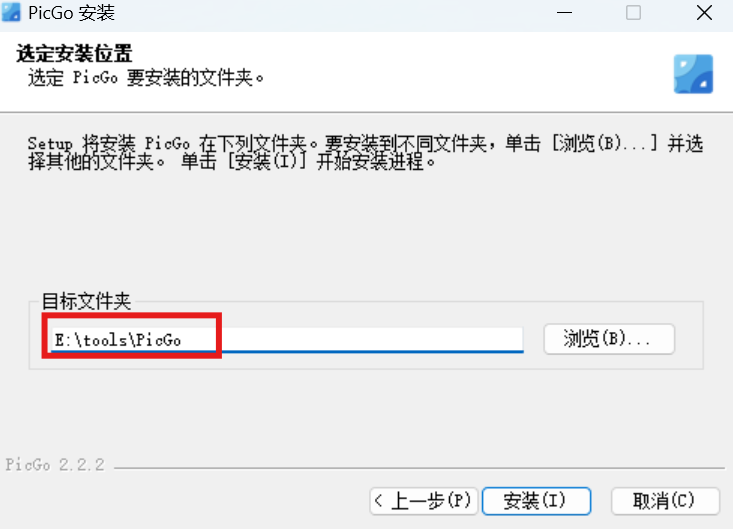 PicGo 安装
选定安装位置
选定 PicGo 要安装的文件夹。
Setup 将安装 PicGo 在下列文件夹。要安装到不同文件夹，单击 [浏览(B)...] 并选
择其他的文件夹。 单击 [安装(I)] 开始安装进程。
目标文件夹
E:\tools\PicGo
浏览(B)...
PicGo 2.2.2
< 上一步(P)
安装(I)
取消(C)